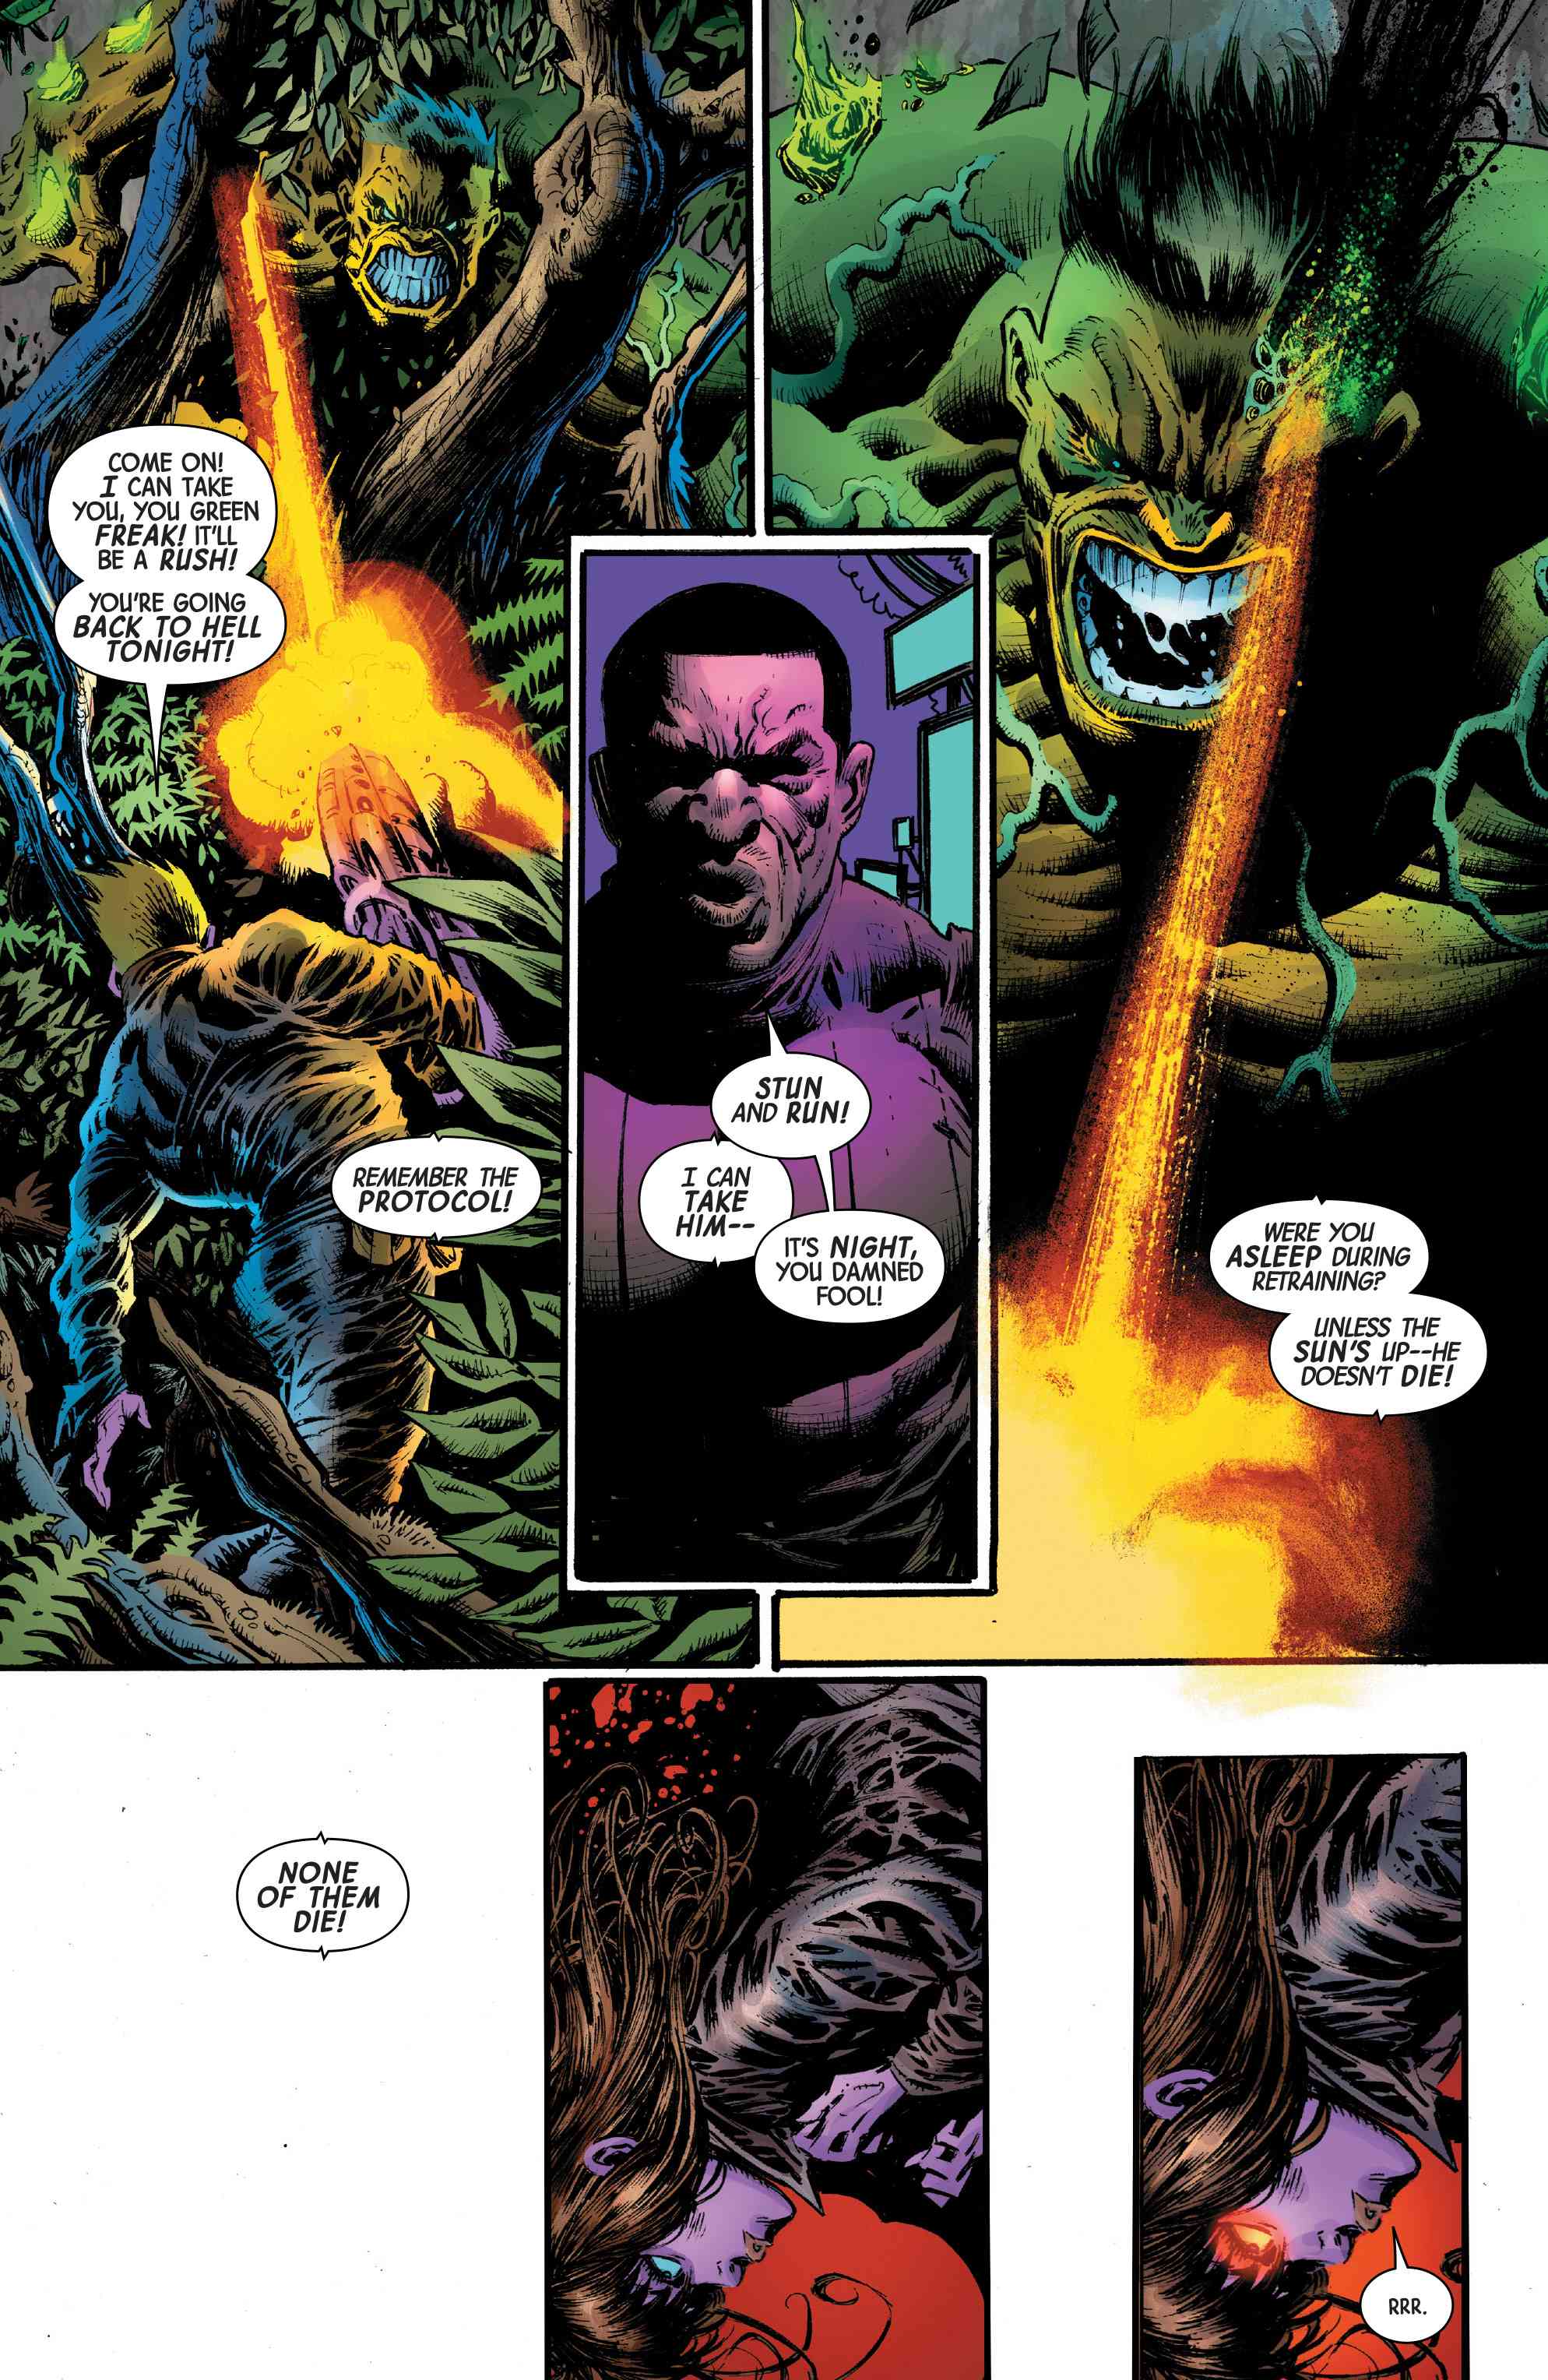 COME ON!
I CAN TAKE
YOU, YOU GREEN
FREAK! IT'LL
BE A RUSH!
YOU'RE GOING
BACK TO HELL
TONIGHT!
REMEMBER THE
PROTOCOL!
STUN
AND RUN!
I CAN
TAKE
HIM--
IT'S NIGHT,
YOU DAMNED
FOOL!
WERE YOU
ASLEEP DURING
RETRAINING?
UNLESS THE
SUN'S UP--HE
DOESN'T DIE!
NONE
OF THEM
DIE!
RRR.